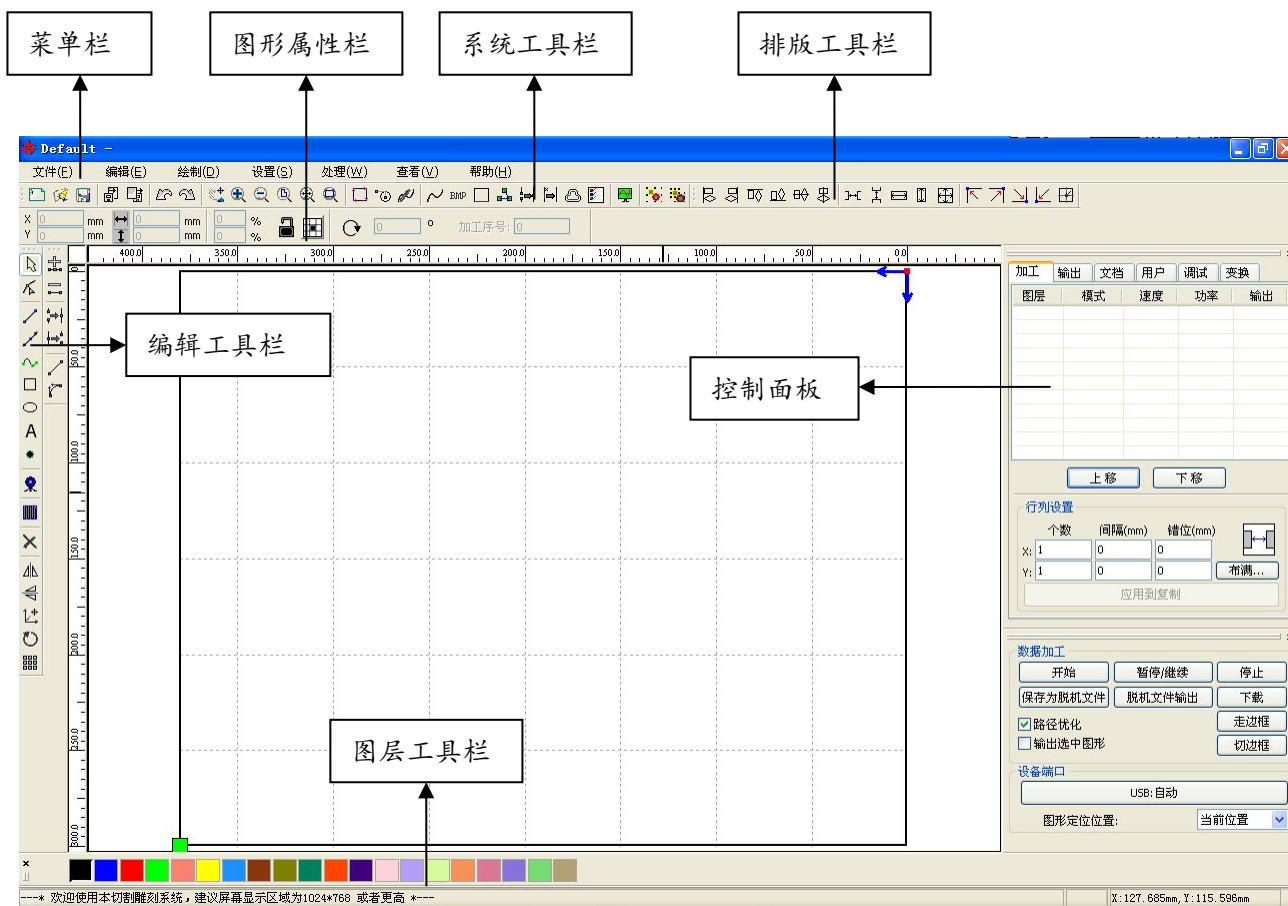 菜单栏
图形属性栏
系统工具栏
排版工具栏
Default -
文件(F) 编辑(E) 绘制(D) 设置(S) 处理(W) 查看(V) 帮助(H)
BMP
X 0 mm 0 mm 0 % 0 ° 加工序号: 0
Y 0 mm 0 mm 0 %
400.0 350.0 300.0 250.0 200.0 150.0 100.0 50.0 0.0
0
50.0
100.0
150.0
200.0
250.0
300.0
A
编辑工具栏
控制面板
图层工具栏
加工 输出 文档 用户 调试 变换
图层 模式 速度 功率 输出
上移 下移
行列设置
个数 间隔(mm) 错位(mm)
X: 1 0 0
Y: 1 0 0 布满...
应用到复制
数据加工
开始 暂停/继续 停止
保存为脱机文件 脱机文件输出 下载
路径优化 走边框
输出选中图形 切边框
设备端口
USB:自动
图形定位位置: 当前位置
---* 欢迎使用本切割雕刻系统，建议屏幕显示区域为1024*768 或者更高 *---
X:127.685mm,Y:115.596mm